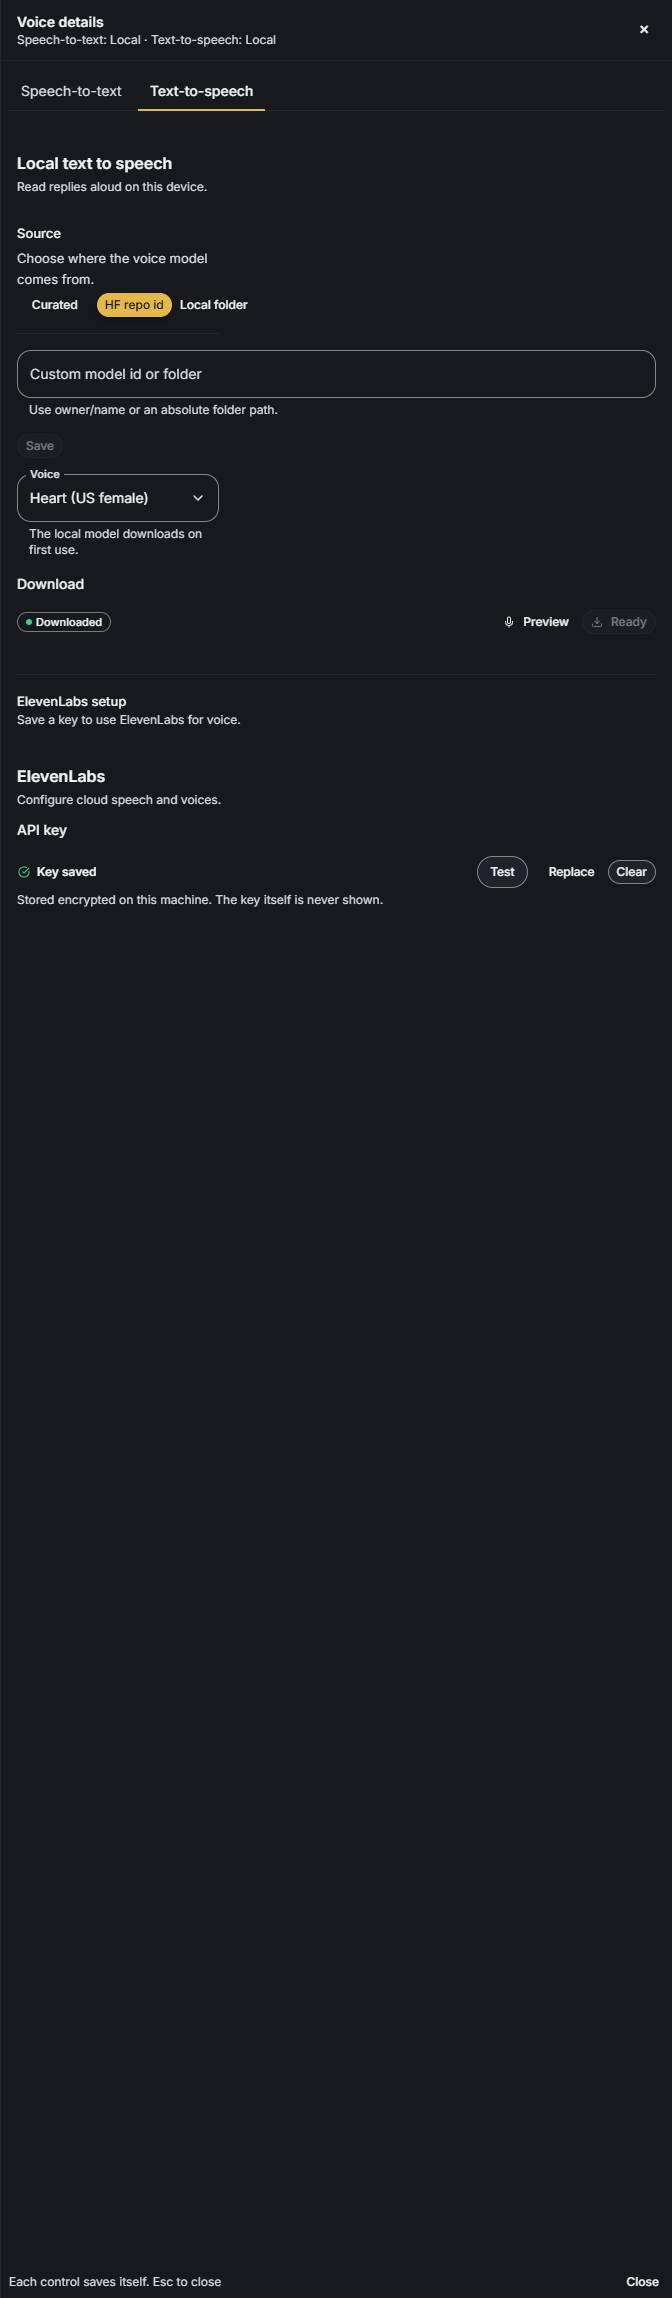 Voice details
Speech-to-text: Local · Text-to-speech: Local
Speech-to-text
Text-to-speech
Local text to speech
Read replies aloud on this device.
Source
Choose where the voice model
comes from.
Curated
HF repo id
Local folder
Custom model id or folder
Use owner/name or an absolute folder path.
Save
Voice
Heart (US female)
The local model downloads on
first use.
Download
Downloaded
Preview
Ready
ElevenLabs setup
Save a key to use ElevenLabs for voice.
ElevenLabs
Configure cloud speech and voices.
API key
Key saved
Test
Replace
Clear
Stored encrypted on this machine. The key itself is never shown.
Each control saves itself. Esc to close
Close